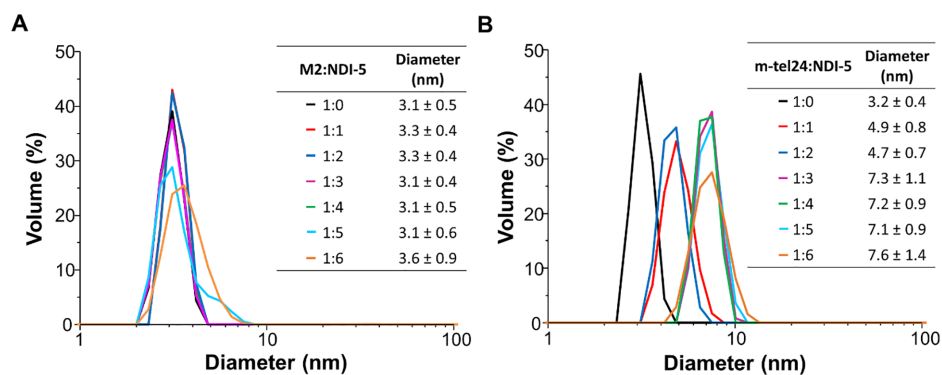 A
50
40
30
20
10
0
Volume (%)
1
10
100
Diameter (nm)
M2:NDI-5 Diameter (nm)
1:0 3.1 ± 0.5
1:1 3.3 ± 0.4
1:2 3.3 ± 0.4
1:3 3.1 ± 0.4
1:4 3.1 ± 0.5
1:5 3.1 ± 0.6
1:6 3.6 ± 0.9
B
50
40
30
20
10
0
Volume (%)
1
10
100
Diameter (nm)
m-tel24:NDI-5 Diameter (nm)
1:0 3.2 ± 0.4
1:1 4.9 ± 0.8
1:2 4.7 ± 0.7
1:3 7.3 ± 1.1
1:4 7.2 ± 0.9
1:5 7.1 ± 0.9
1:6 7.6 ± 1.4